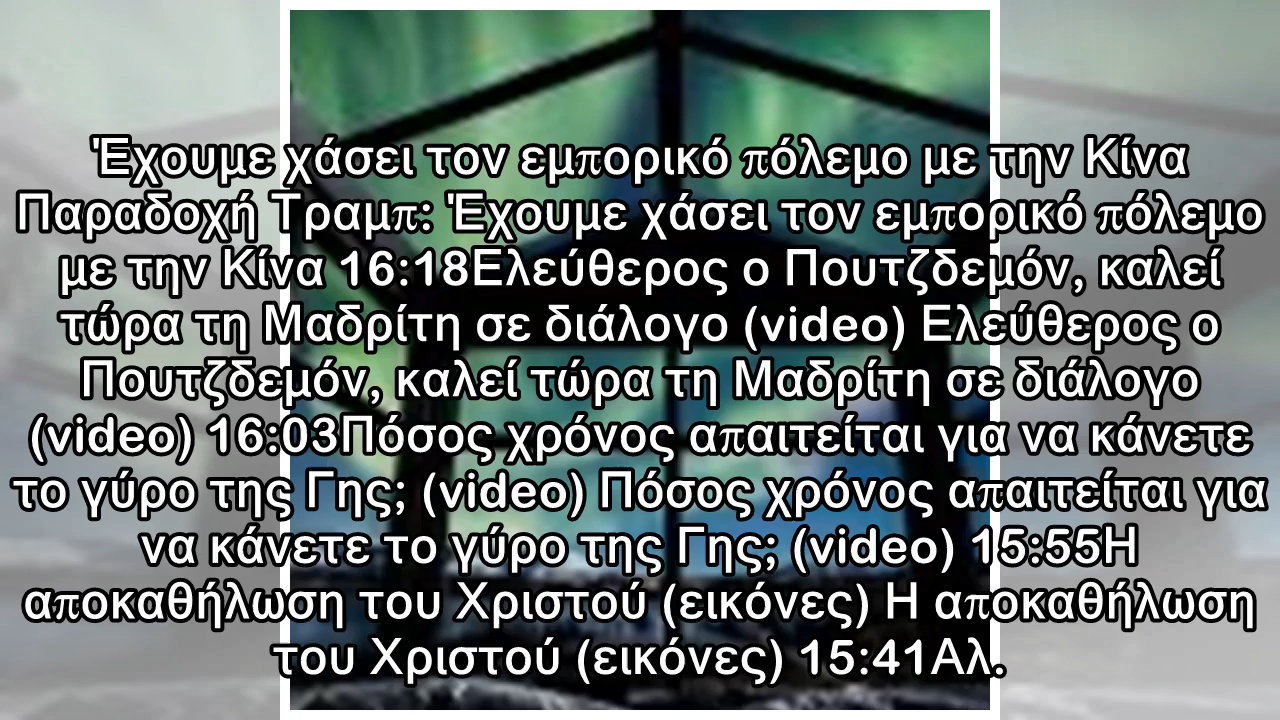 Έχουμε χάσει τον εμπορικό πόλεμο με την Κίνα
Παραδοχή Τραμπ: Έχουμε χάσει τον εμπορικό πόλεμο
με την Κίνα 16:18Ελεύθερος ο Πουτζδεμόν, καλεί
τώρα τη Μαδρίτη σε διάλογο (video) Ελεύθερος ο
Πουτζδεμόν, καλεί τώρα τη Μαδρίτη σε διάλογο
(video) 16:03Πόσος χρόνος απαιτείται για να κάνετε
το γύρο της Γης; (video) Πόσος χρόνος απαιτείται για
να κάνετε το γύρο της Γης; (video) 15:55Η
αποκαθήλωση του Χριστού (εικόνες) Η αποκαθήλωση
του Χριστού (εικόνες) 15:41Αλ.